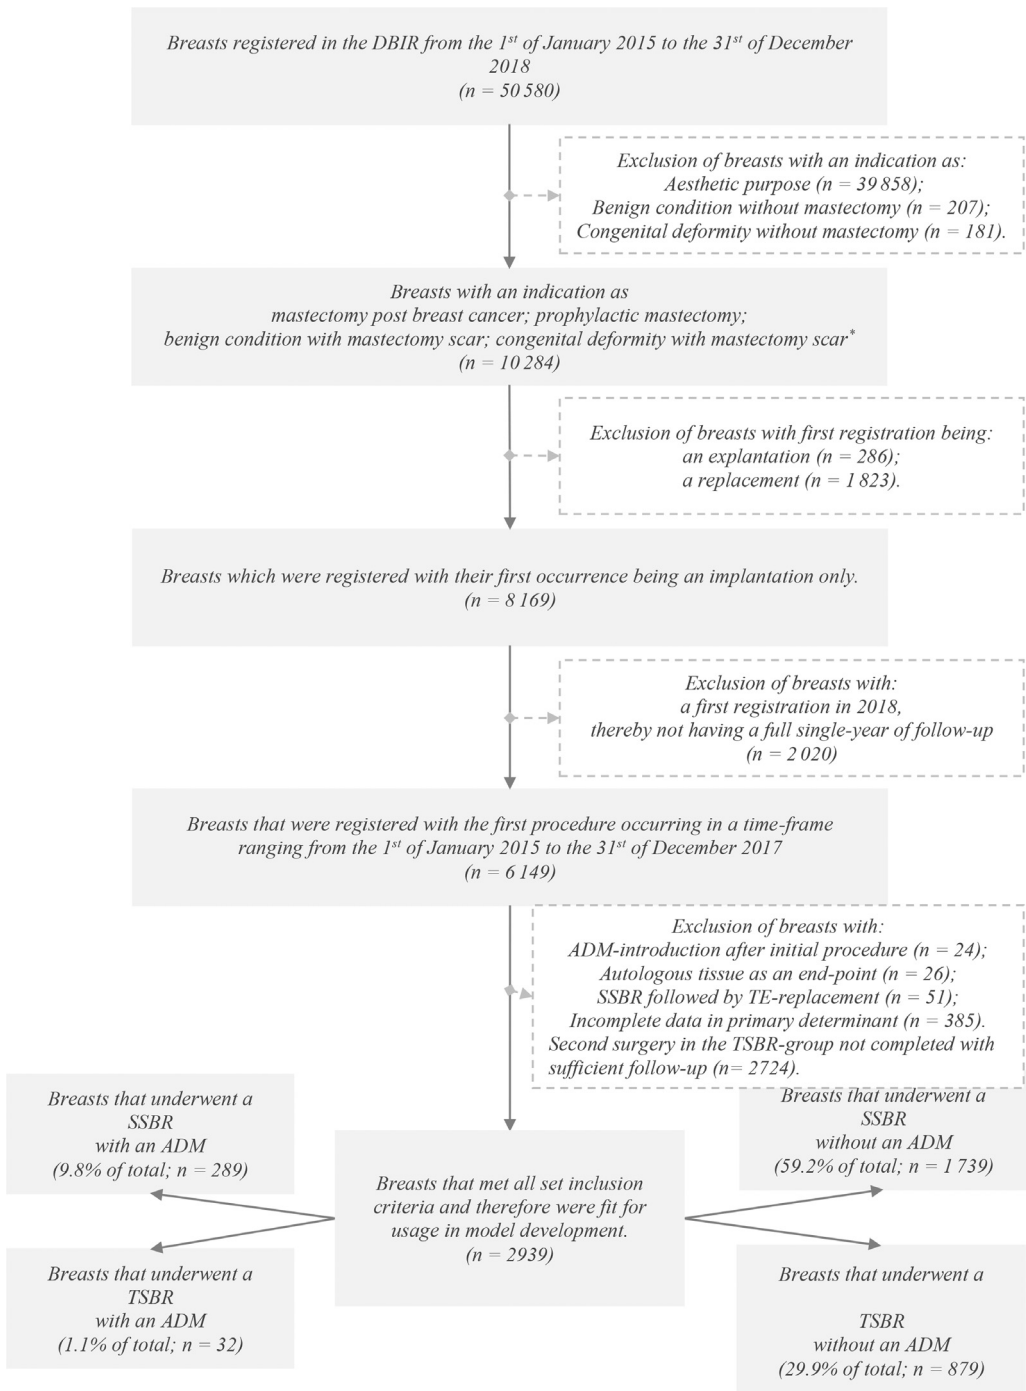 Breasts registered in the DBIR from the 1st of January 2015 to the 31st of December
2018
(n = 50 580)
Exclusion of breasts with an indication as:
Aesthetic purpose (n = 39 858);
Benign condition without mastectomy (n = 207);
Congenital deformity without mastectomy (n = 181).
Breasts with an indication as
mastectomy post breast cancer; prophylactic mastectomy;
benign condition with mastectomy scar; congenital deformity with mastectomy scar*
(n = 10 284)
Exclusion of breasts with first registration being:
an explantation (n = 286);
a replacement (n = 1 823).
Breasts which were registered with their first occurrence being an implantation only.
(n = 8 169)
Exclusion of breasts with:
a first registration in 2018,
thereby not having a full single-year of follow-up
(n = 2 020)
Breasts that were registered with the first procedure occurring in a time-frame
ranging from the 1st of January 2015 to the 31st of December 2017
(n = 6 149)
Exclusion of breasts with:
ADM-introduction after initial procedure (n = 24);
Autologous tissue as an end-point (n = 26);
SSBR followed by TE-replacement (n = 51);
Incomplete data in primary determinant (n = 385).
Second surgery in the TSBR-group not completed with
sufficient follow-up (n= 2724).
Breasts that underwent a
SSBR
with an ADM
(9.8% of total; n = 289)
Breasts that underwent a
SSBR
without an ADM
(59.2% of total; n = 1 739)
Breasts that met all set inclusion
criteria and therefore were fit for
usage in model development.
(n = 2939)
Breasts that underwent a
TSBR
with an ADM
(1.1% of total; n = 32)
Breasts that underwent a
TSBR
without an ADM
(29.9% of total; n = 879)